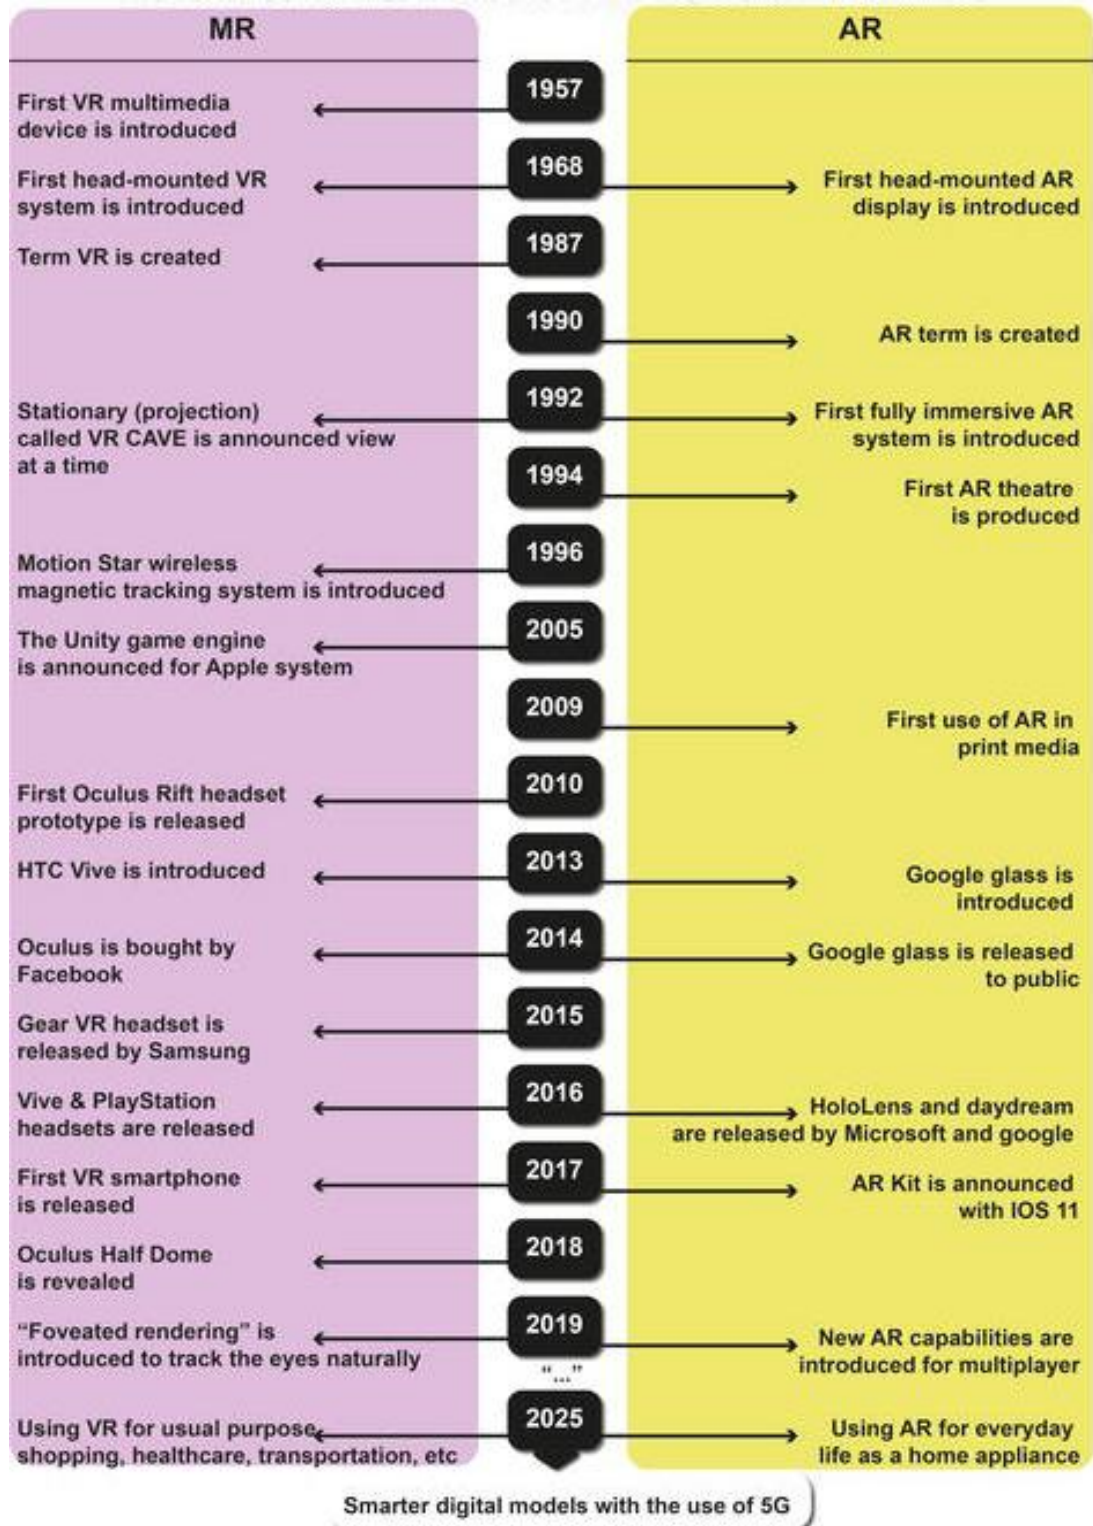 MR
AR
1957
First VR multimedia
device is introduced
1968
First head-mounted VR
system is introduced
First head-mounted AR
display is introduced
1987
Term VR is created
1990
AR term is created
1992
Stationary (projection)
called VR CAVE is announced view
at a time
First fully immersive AR
system is introduced
1994
First AR theatre
is produced
1996
Motion Star wireless
magnetic tracking system is introduced
2005
The Unity game engine
is announced for Apple system
2009
First use of AR in
print media
2010
First Oculus Rift headset
prototype is released
2013
HTC Vive is introduced
Google glass is
introduced
2014
Oculus is bought by
Facebook
Google glass is released
to public
2015
Gear VR headset is
released by Samsung
2016
Vive & PlayStation
headsets are released
HoloLens and daydream
are released by Microsoft and google
2017
First VR smartphone
is released
AR Kit is announced
with IOS 11
2018
Oculus Half Dome
is revealed
2019
“Foveated rendering” is
introduced to track the eyes naturally
New AR capabilities are
introduced for multiplayer
“...”
2025
Using VR for usual purpose,
shopping, healthcare, transportation, etc
Using AR for everyday
life as a home appliance
Smarter digital models with the use of 5G